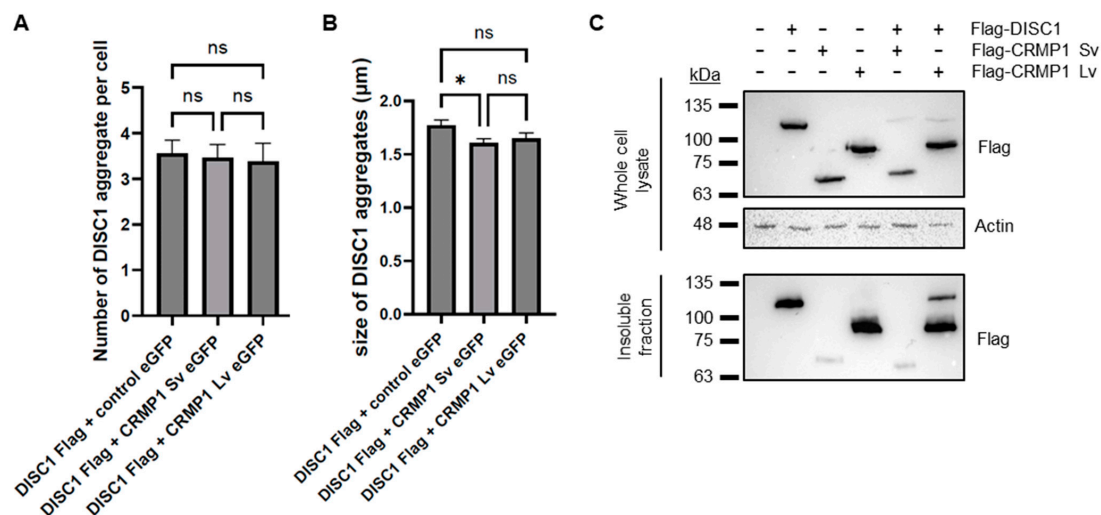 A
Number of DISC1 aggregate per cell
ns
ns
ns
5
4
3
2
1
0
DISC1 Flag + control eGFP
DISC1 Flag + CRMP1 Sv eGFP
DISC1 Flag + CRMP1 Lv eGFP
B
size of DISC1 aggregates (μm)
ns
*
ns
2.0
1.5
1.0
0.5
0.0
DISC1 Flag + control eGFP
DISC1 Flag + CRMP1 Sv eGFP
DISC1 Flag + CRMP1 Lv eGFP
C
- + - - + + Flag-DISC1
- - + - + - Flag-CRMP1 Sv
- - - + - + Flag-CRMP1 Lv
kDa
Whole cell lysate
135
100
75
63
Flag
48
Actin
Insoluble fraction
135
100
75
63
Flag